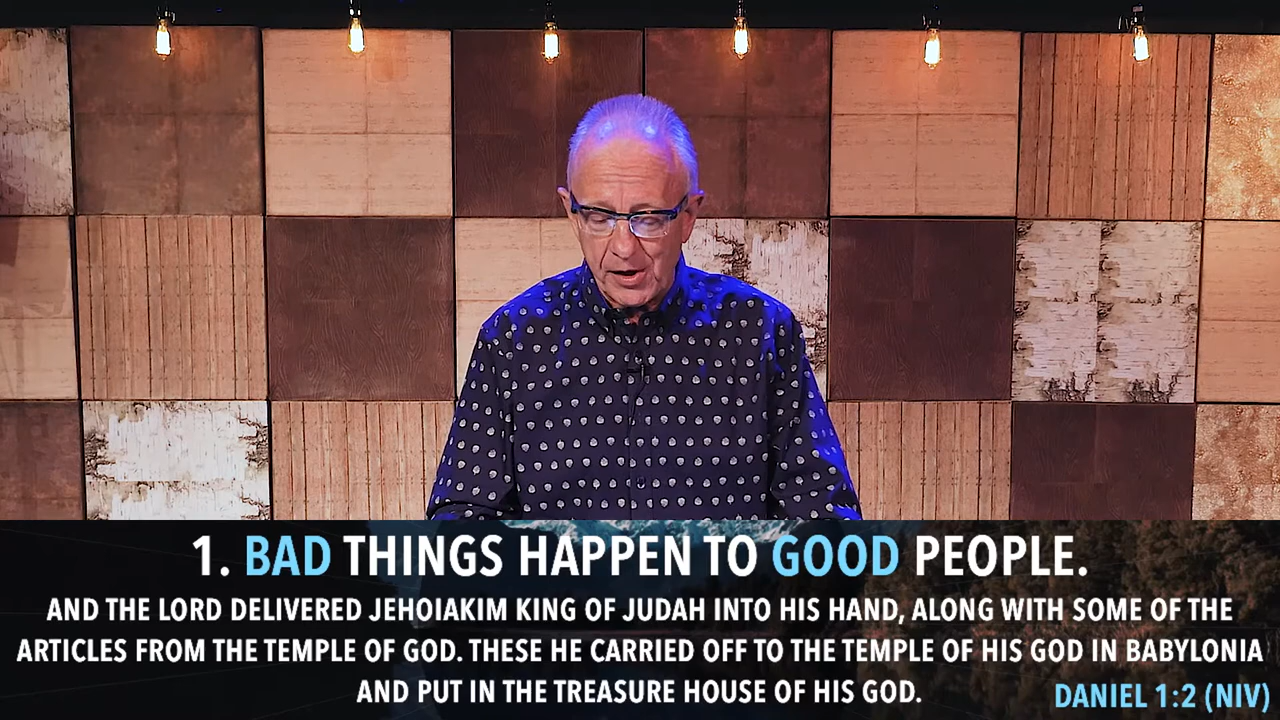 1. BAD THINGS HAPPEN TO GOOD PEOPLE.
AND THE LORD DELIVERED JEHOIAKIM KING OF JUDAH INTO HIS HAND, ALONG WITH SOME OF THE
ARTICLES FROM THE TEMPLE OF GOD. THESE HE CARRIED OFF TO THE TEMPLE OF HIS GOD IN BABYLONIA
AND PUT IN THE TREASURE HOUSE OF HIS GOD.
DANIEL 1:2 (NIV)